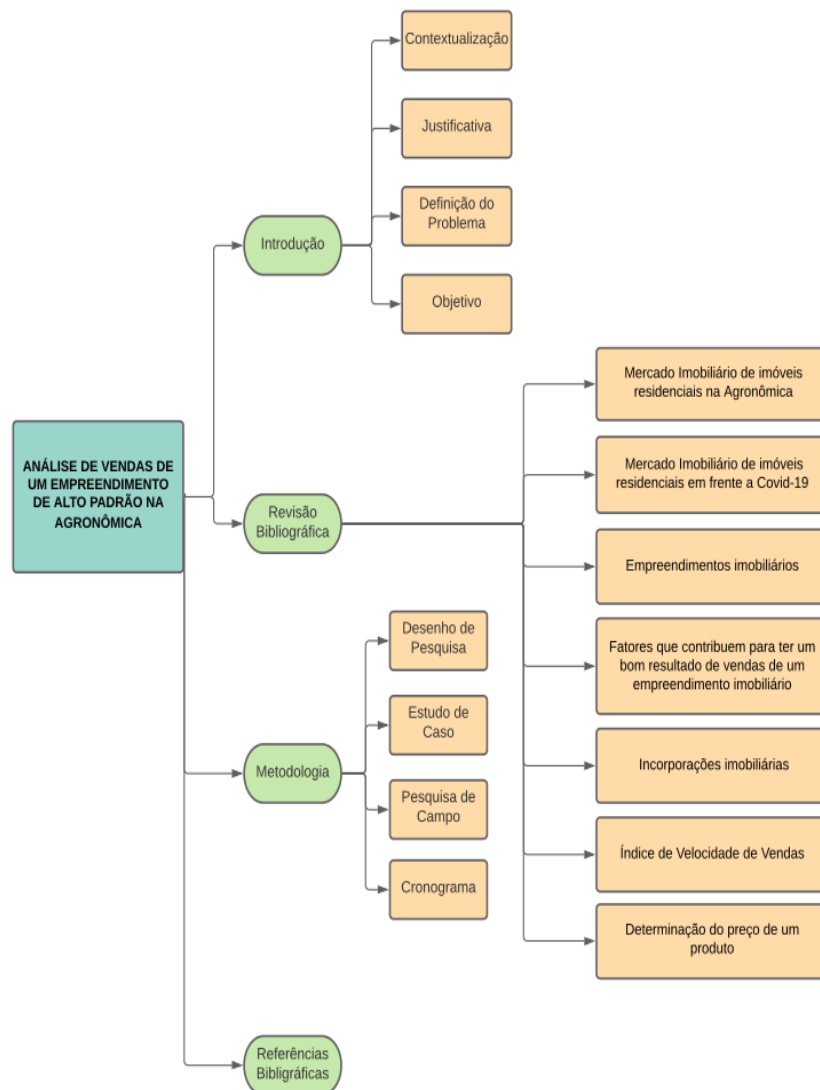 Contextualização
Justificativa
Definição do
Problema
Introdução
Objetivo
Mercado Imobiliário de imóveis
residenciais na Agronômica
ANÁLISE DE VENDAS DE
UM EMPREENDIMENTO
DE ALTO PADRÃO NA
AGRONÔMICA
Mercado Imobiliário de imóveis
residenciais em frente a Covid-19
Revisão
Bibliográfica
Empreendimentos imobiliários
Desenho de
Pesquisa
Fatores que contribuem para ter um
bom resultado de vendas de um
empreendimento imobiliário
Estudo de
Caso
Metodologia
Incorporações imobiliárias
Pesquisa de
Campo
Índice de Velocidade de Vendas
Cronograma
Determinação do preço de um
produto
Referências
Bibligráficas